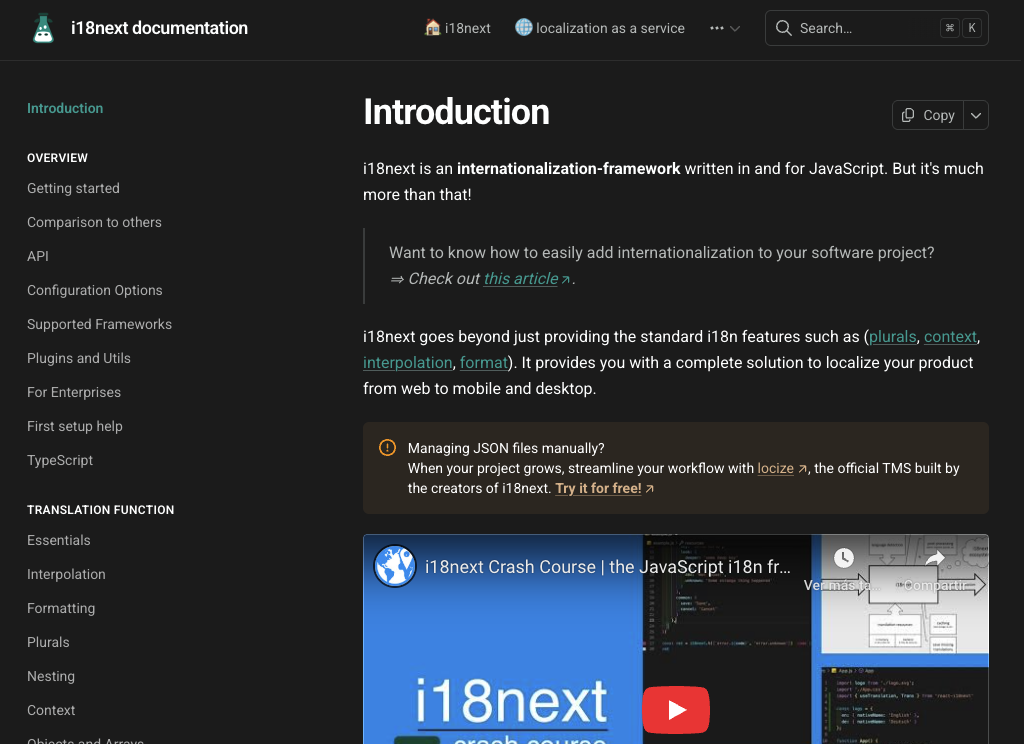 i18next documentation
i18next
localization as a service
Search...
⌘ K
Introduction
OVERVIEW
Getting started
Comparison to others
API
Configuration Options
Supported Frameworks
Plugins and Utils
For Enterprises
First setup help
TypeScript
TRANSLATION FUNCTION
Essentials
Interpolation
Formatting
Plurals
Nesting
Context
Objects and Arrays
Introduction
Copy
i18next is an internationalization-framework written in and for JavaScript. But it's much
more than that!
Want to know how to easily add internationalization to your software project?
⇒ Check out this article.
i18next goes beyond just providing the standard i18n features such as (plurals, context,
interpolation, format). It provides you with a complete solution to localize your product
from web to mobile and desktop.
Managing JSON files manually?
When your project grows, streamline your workflow with locize, the official TMS built by
the creators of i18next. Try it for free!
i18next Crash Course | the JavaScript i18n fr...
Ver más ta...
Compartir
i18next
crash course